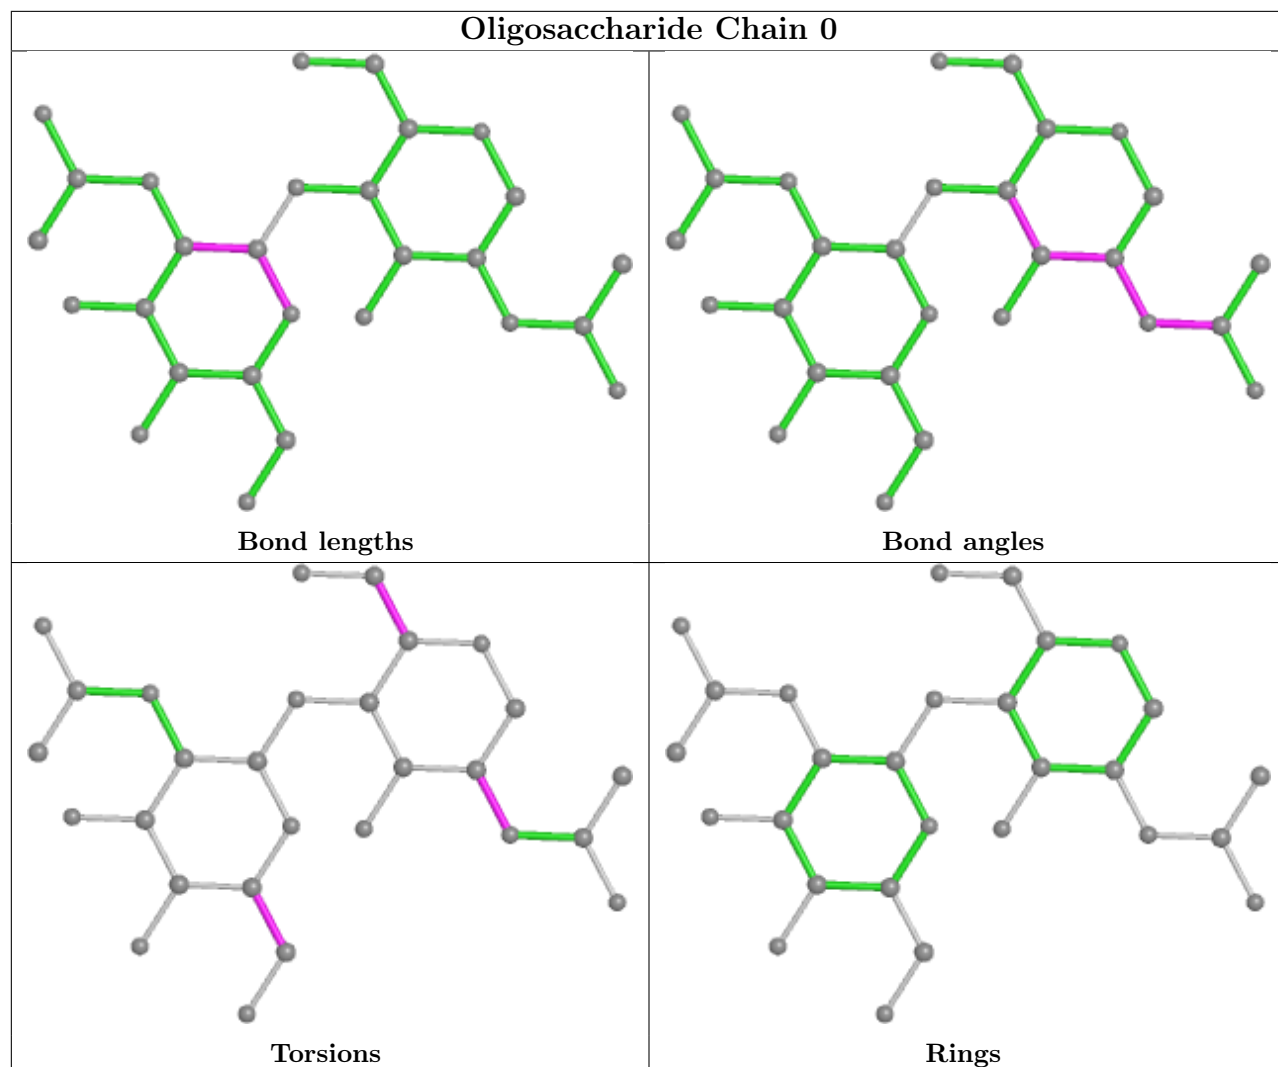 Oligosaccharide Chain 0
Bond lengths
Bond angles
Torsions
Rings